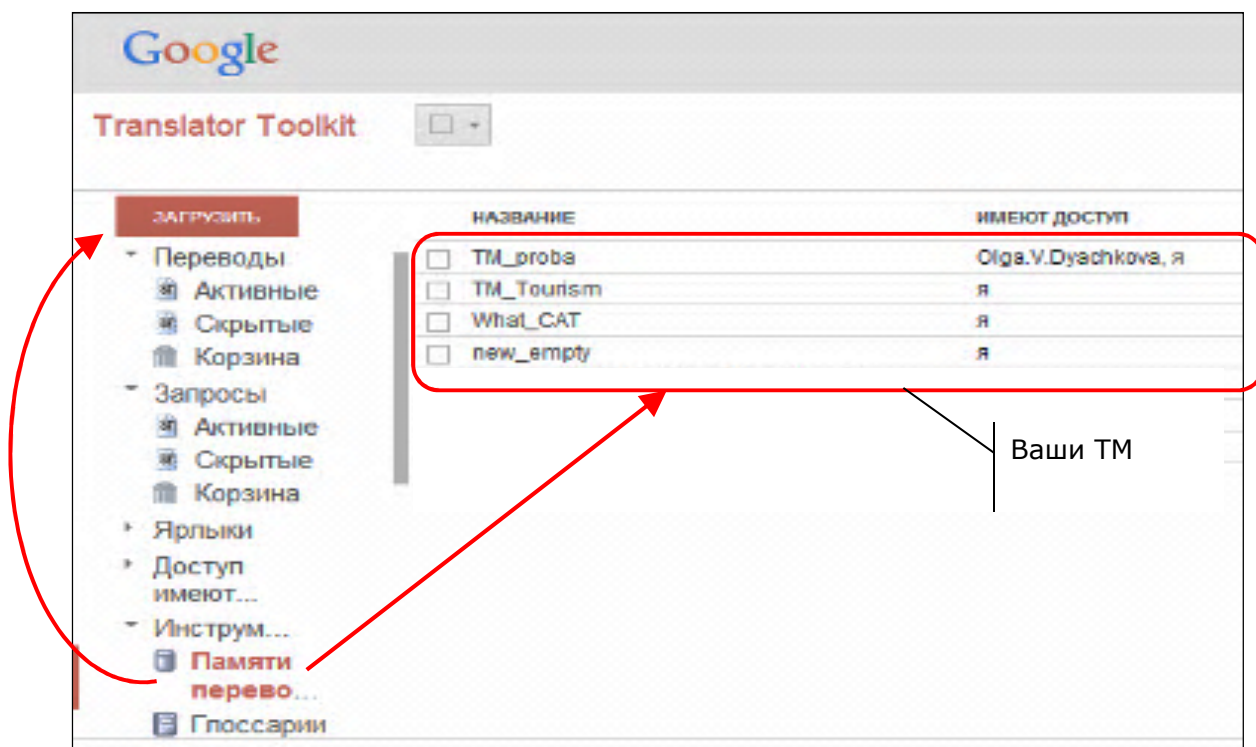 Google
Translator Toolkit
ЗАГРУЗИТЬ
НАЗВАНИЕ ИМЕЮТ ДОСТУП
Переводы
Активные
Скрытые
Корзина
Запросы
Активные
Скрытые
Корзина
Ярлыки
Доступ
имеют...
Инструм...
Памяти
перево...
Глоссарии
TM_proba Olga.V.Dyachkova, я
TM_Tourism я
What_CAT я
new_empty я
Ваши ТМ